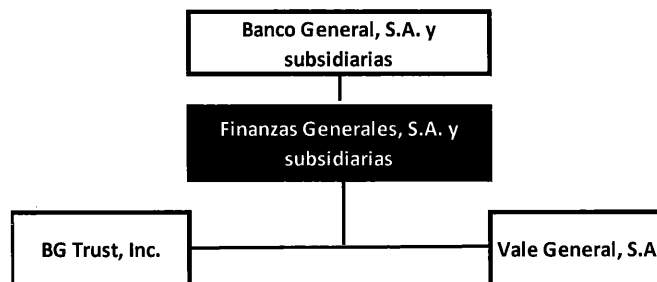 Banco General, S.A. y
subsidiarias
Finanzas Generales, S.A. y
subsidiarias
BG Trust, Inc.
Vale General, S.A